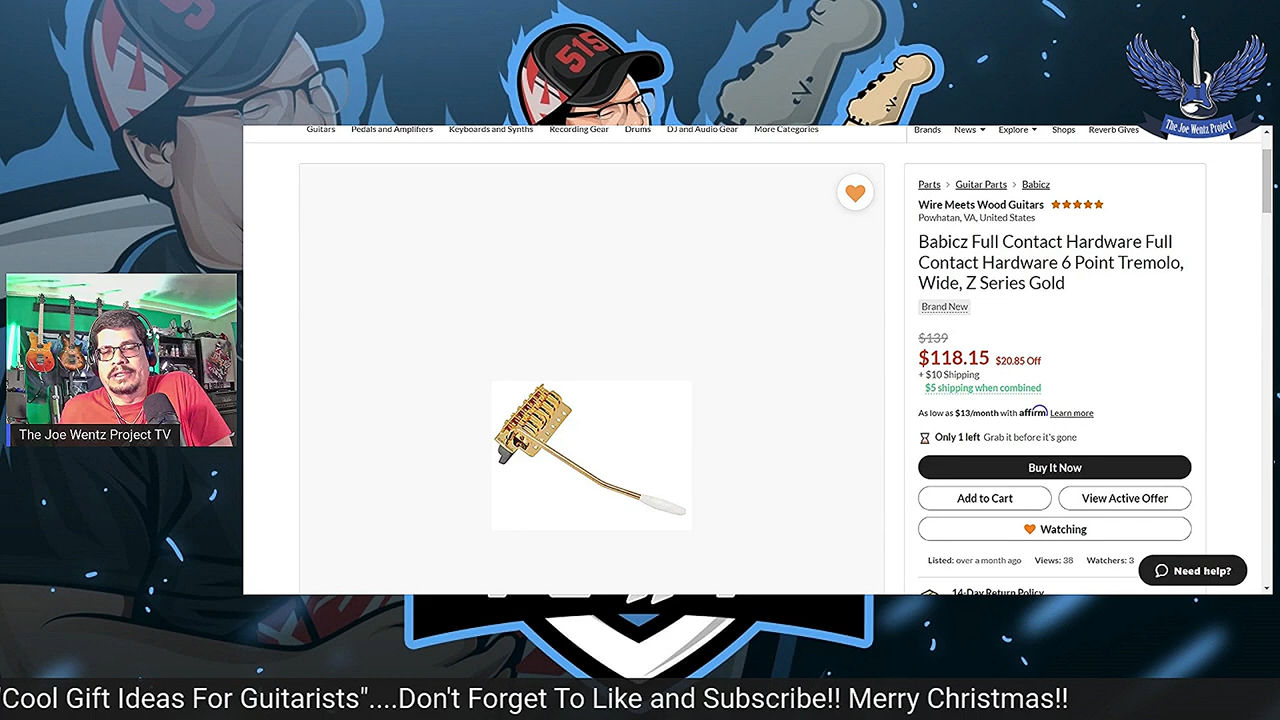 515
The Joe Wentz Project
Guitars Pedals and Amplifiers Keyboards and Synths Recording Gear Drums DJ and Audio Gear More Categories Brands News Explore Shops Reverb Gives
Parts > Guitar Parts > Babicz
Wire Meets Wood Guitars
Powhatan, VA, United States
Babicz Full Contact Hardware Full
Contact Hardware 6 Point Tremolo,
Wide, Z Series Gold
Brand New
$139
$118.15 $20.85 Off
+ $10 Shipping
$5 shipping when combined
As low as $13/month with affirm Learn more
Only 1 left Grab it before it's gone
Buy It Now
Add to Cart View Active Offer
Watching
Listed: over a month ago Views: 38 Watchers: 3
Need help?
14-Day Return Policy
The Joe Wentz Project TV
"Cool Gift Ideas For Guitarists"....Don't Forget To Like and Subscribe!! Merry Christmas!!